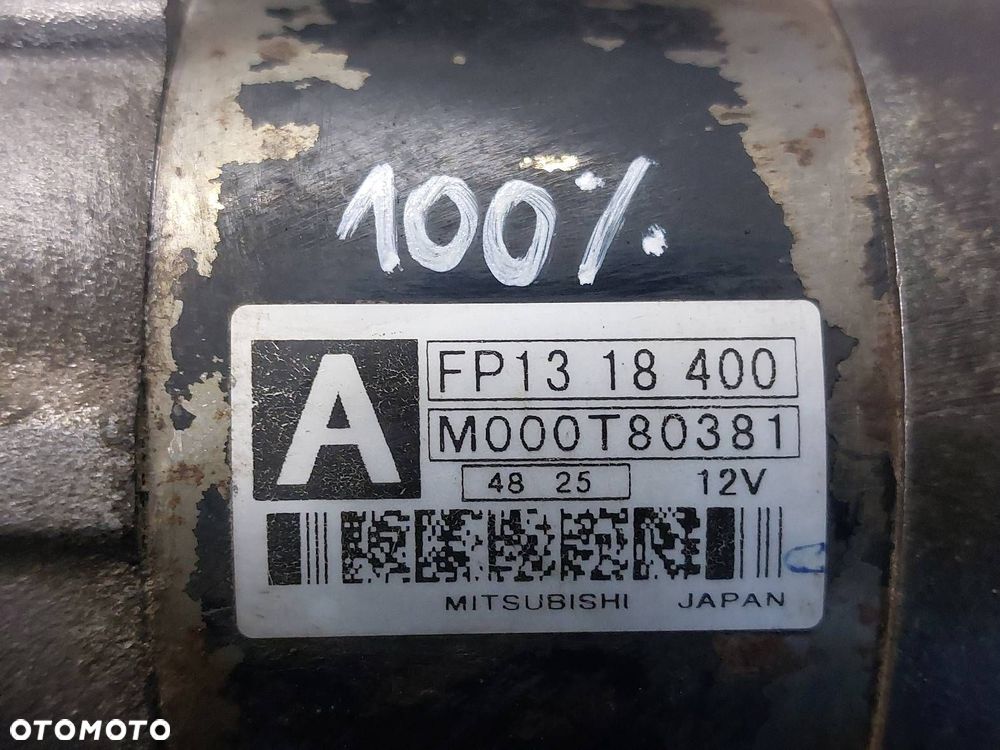 100%
A
FP13 18 400
M000T80381
48 25 12V
MITSUBISHI JAPAN
OTOMOTO